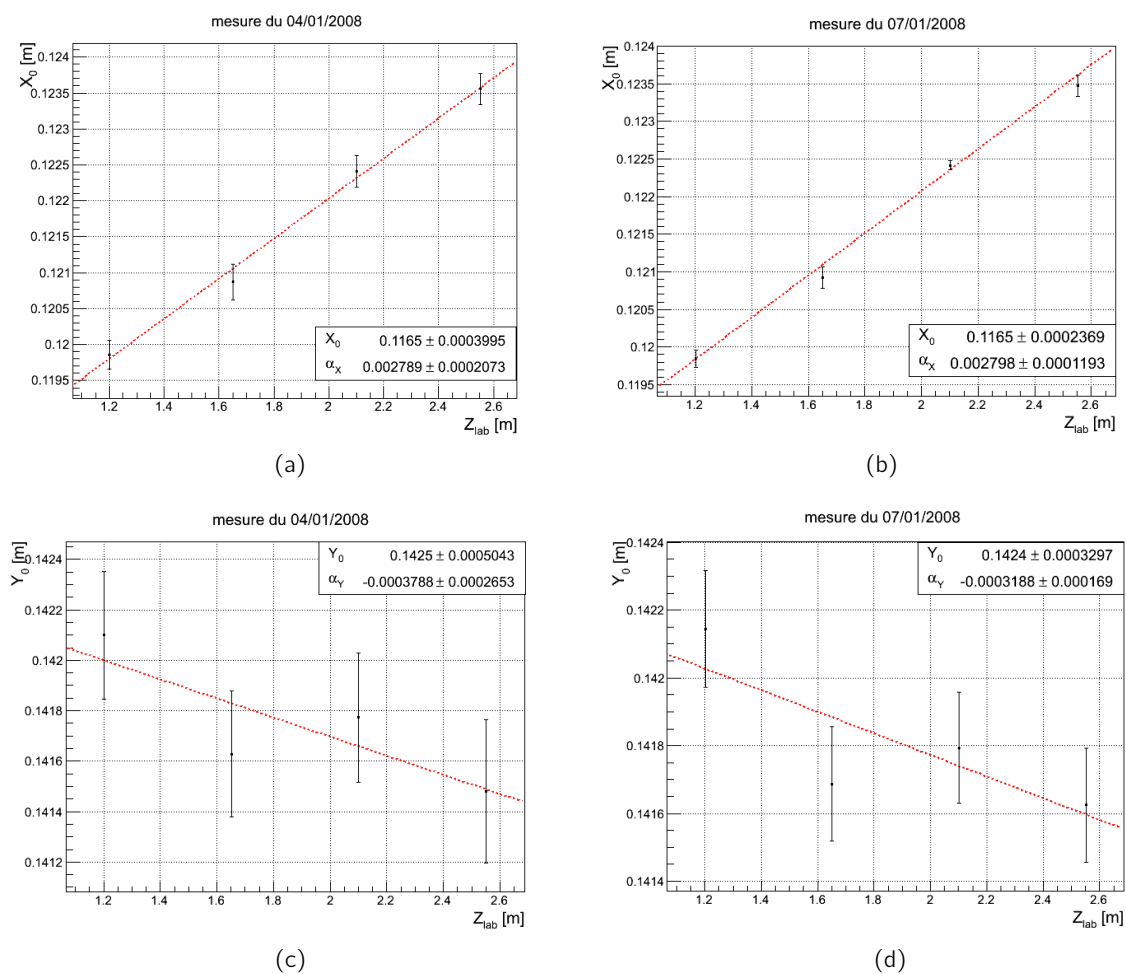 mesure du 04/01/2008
X₀ [m]
0.124
0.1235
0.123
0.1225
0.122
0.1215
0.121
0.1205
0.12
0.1195
X₀ 0.1165 ± 0.0003995
αX 0.002789 ± 0.0002073
1.2 1.4 1.6 1.8 2 2.2 2.4 2.6
Zlab [m]
(a)
mesure du 07/01/2008
X₀ [m]
0.124
0.1235
0.123
0.1225
0.122
0.1215
0.121
0.1205
0.12
0.1195
X₀ 0.1165 ± 0.0002369
αX 0.002798 ± 0.0001193
1.2 1.4 1.6 1.8 2 2.2 2.4 2.6
Zlab [m]
(b)
mesure du 04/01/2008
Y₀ [m]
0.1424
0.1422
0.142
0.1418
0.1416
0.1414
0.1412
Y₀ 0.1425 ± 0.0005043
αY -0.0003788 ± 0.0002653
1.2 1.4 1.6 1.8 2 2.2 2.4 2.6
Zlab [m]
(c)
mesure du 07/01/2008
Y₀ [m]
0.1424
0.1422
0.142
0.1418
0.1416
0.1414
Y₀ 0.1424 ± 0.0003297
αY -0.0003188 ± 0.000169
1.2 1.4 1.6 1.8 2 2.2 2.4 2.6
Zlab [m]
(d)